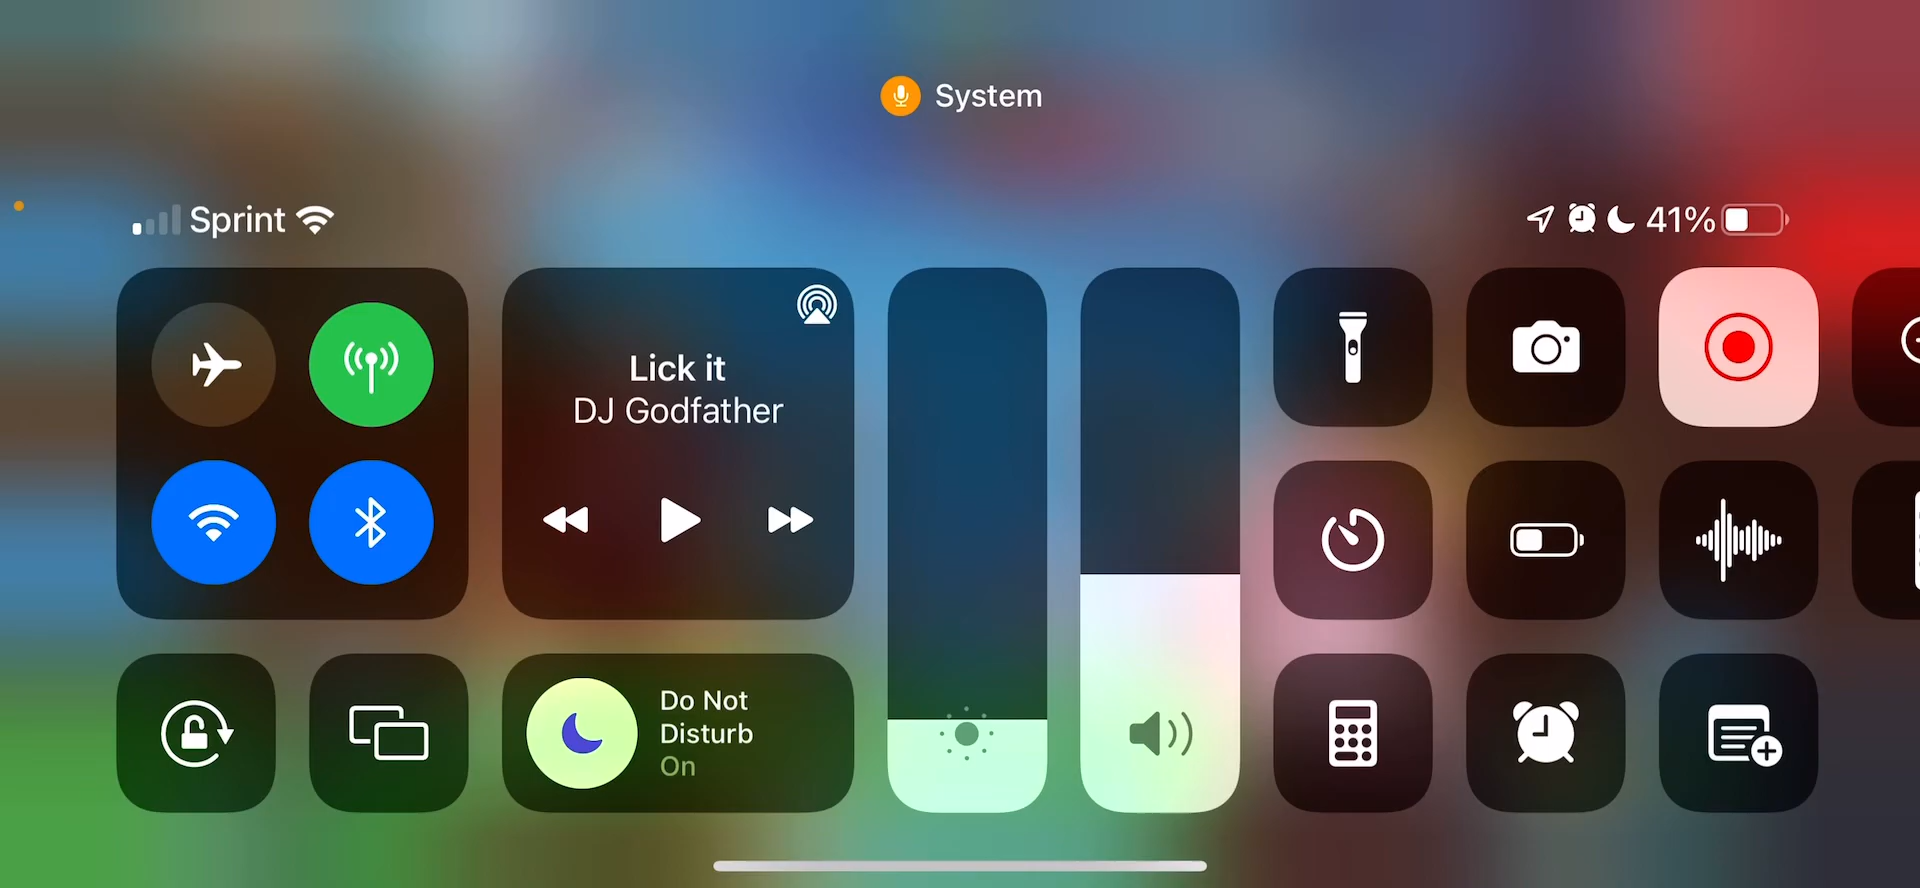 System
Sprint
41%
Lick it
DJ Godfather
Do Not
Disturb
On